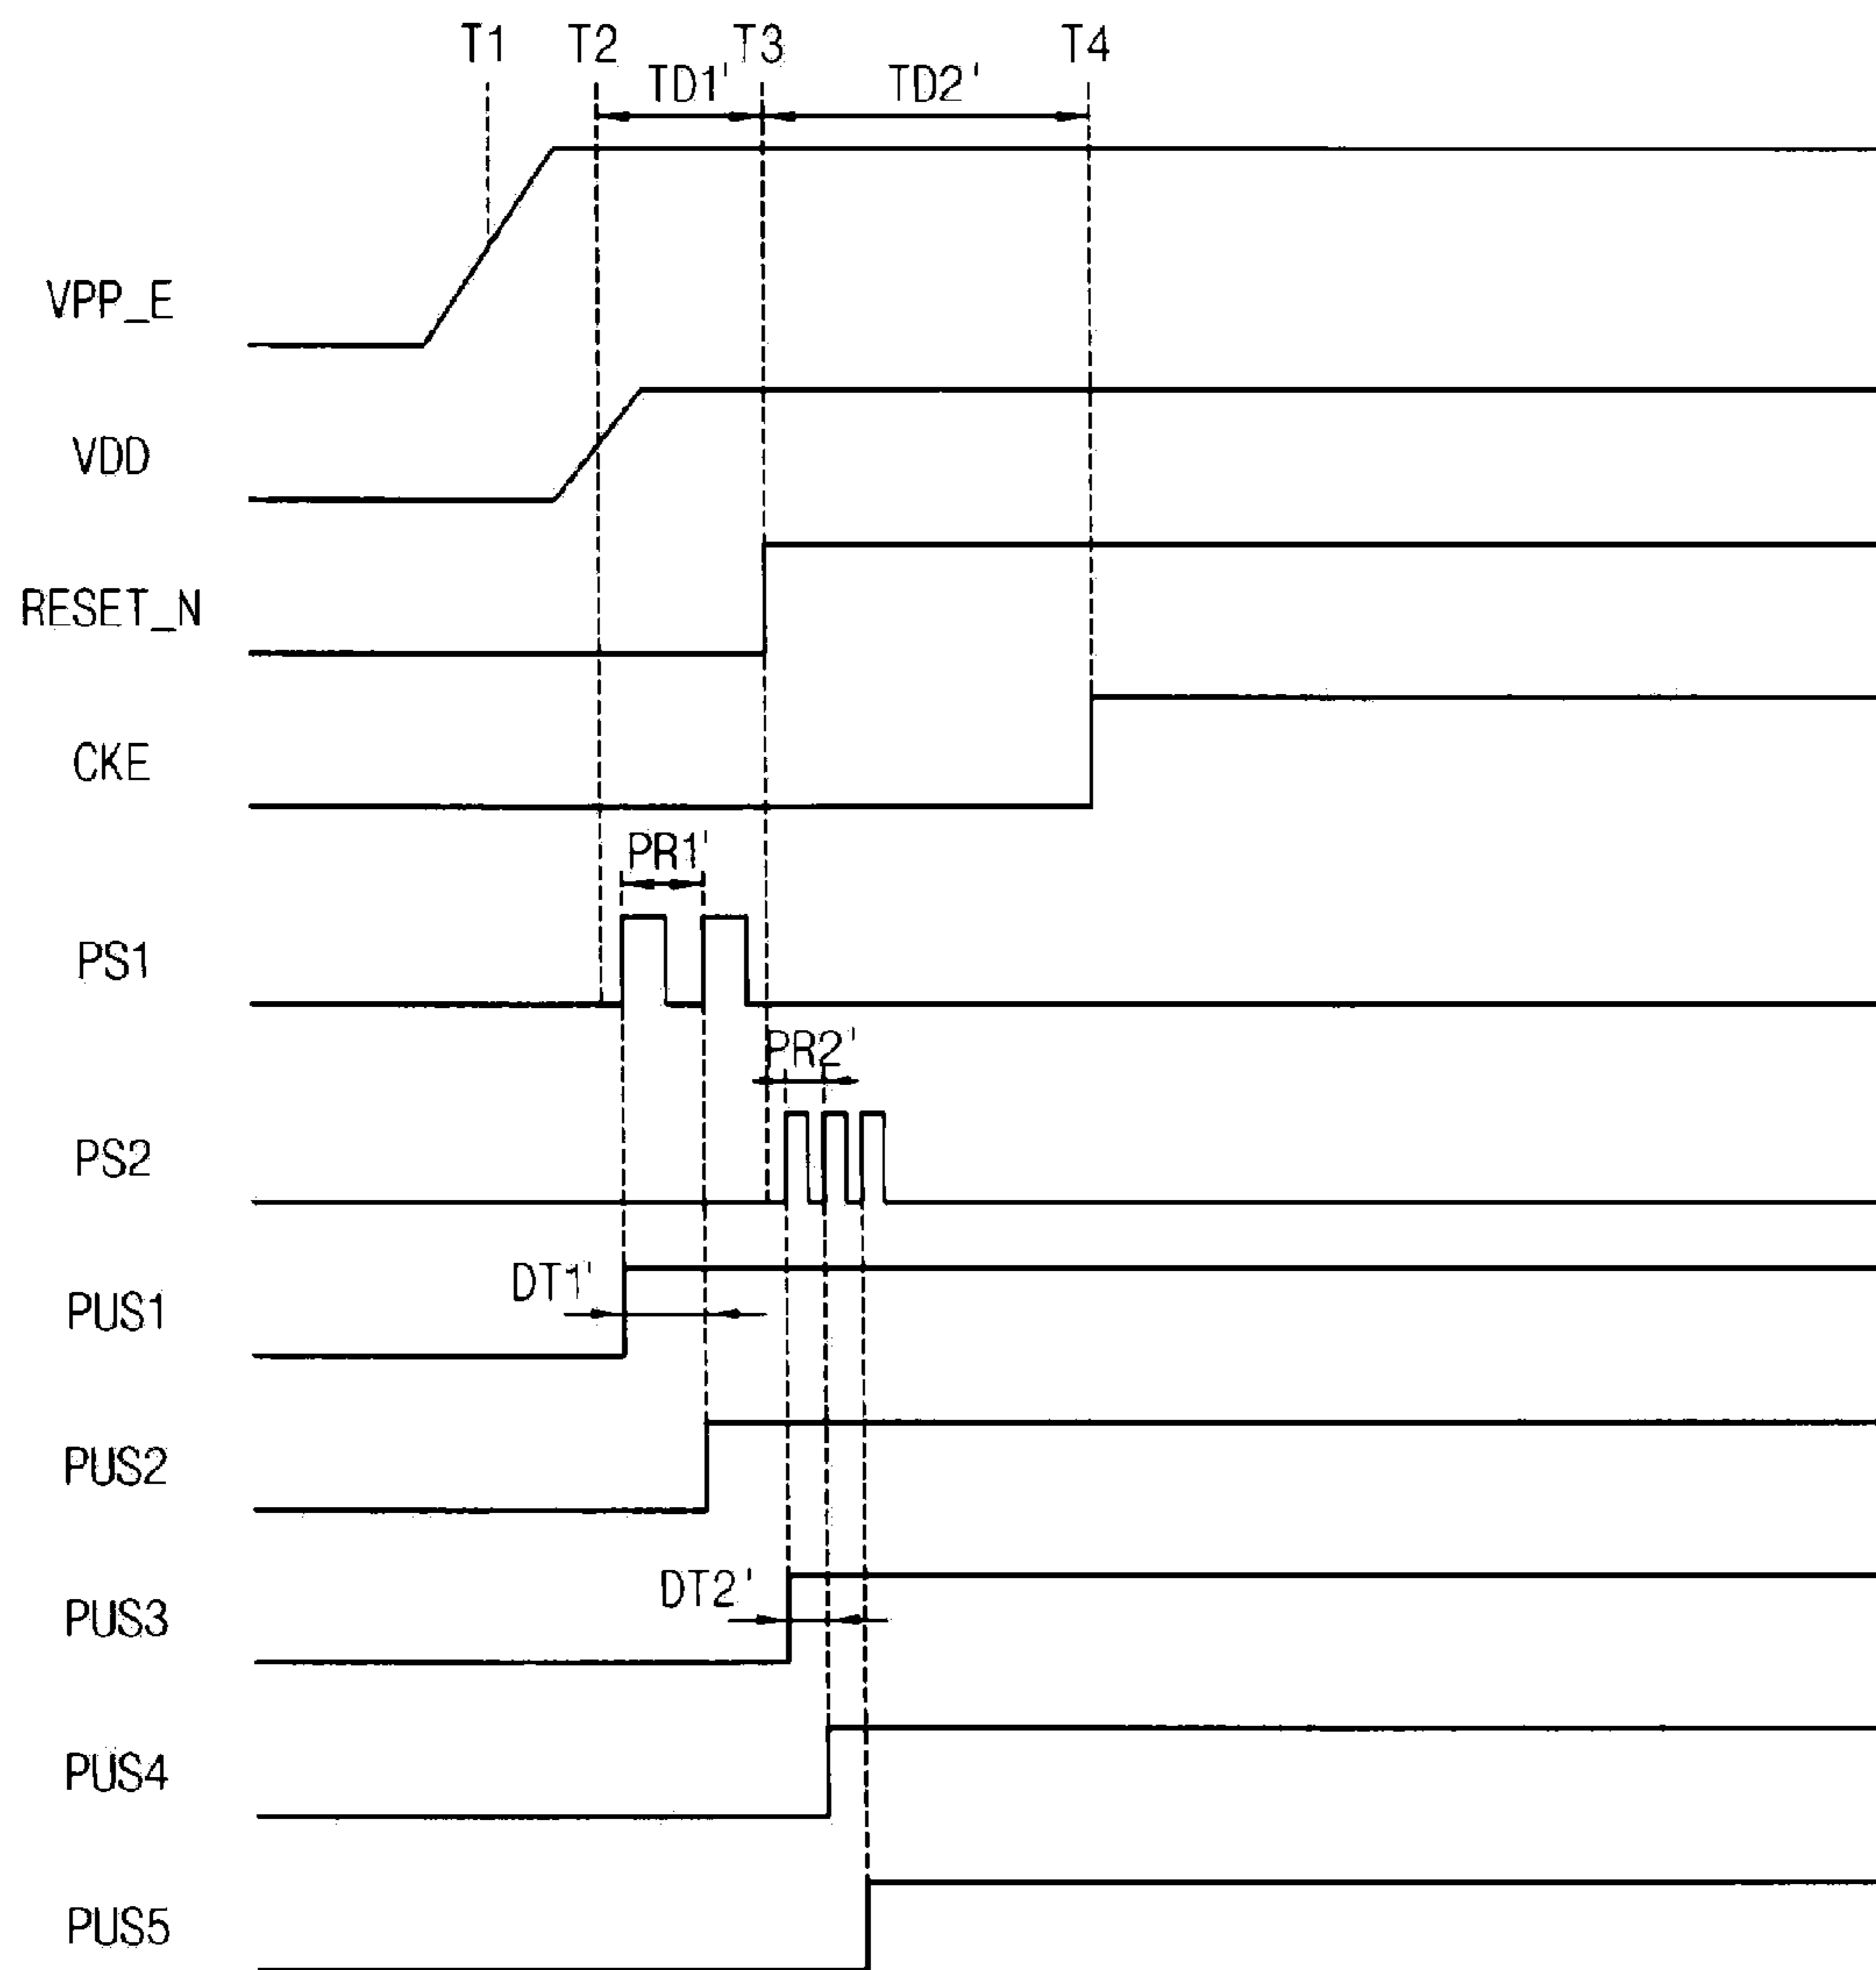 T1 T2 T3 T4
TD1' TD2'
VPP_E
VDD
RESET_N
CKE
PR1'
PS1
PR2'
PS2
DT1'
PUS1
PUS2
DT2'
PUS3
PUS4
PUS5